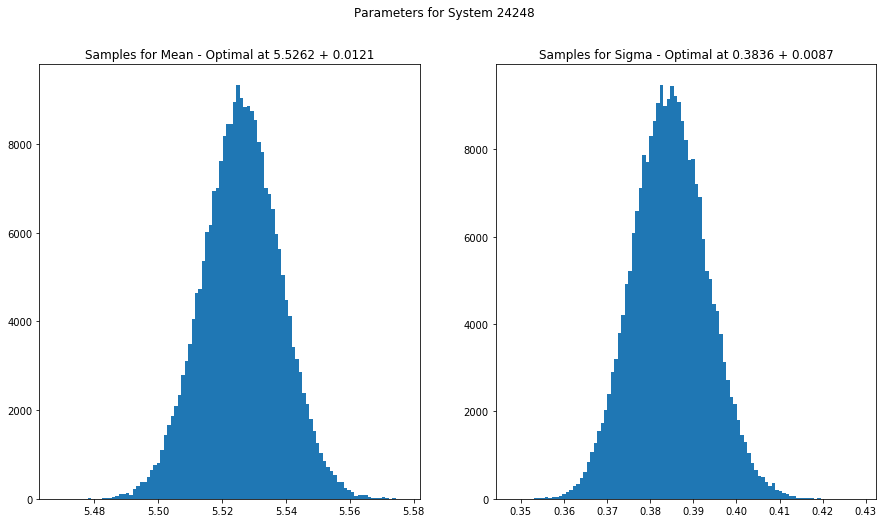 Parameters for System 24248
Samples for Mean - Optimal at 5.5262 + 0.0121
Samples for Sigma - Optimal at 0.3836 + 0.0087
8000
6000
4000
2000
0
5.48 5.50 5.52 5.54 5.56 5.58
8000
6000
4000
2000
0
0.35 0.36 0.37 0.38 0.39 0.40 0.41 0.42 0.43